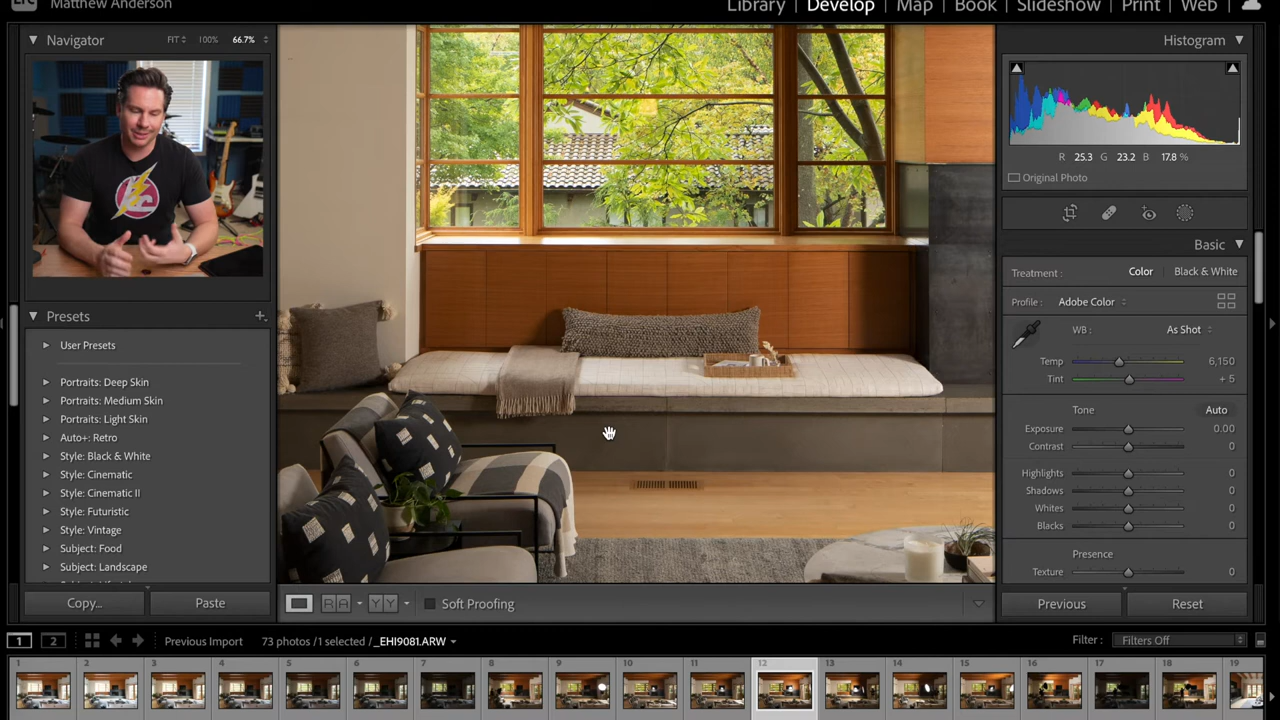 Matthew Anderson
Library | Develop | Map | Book | Slideshow | Print | Web
Navigator
FIT 100% 66.7%
Histogram
R 25.3 G 23.2 B 17.8 %
Original Photo
Basic
Treatment : Color Black & White
Profile : Adobe Color
WB : As Shot
Temp 6,150
Tint + 5
Tone Auto
Exposure 0.00
Contrast 0
Highlights 0
Shadows 0
Whites 0
Blacks 0
Presence
Texture 0
Previous Reset
Presets
User Presets
Portraits: Deep Skin
Portraits: Medium Skin
Portraits: Light Skin
Auto+: Retro
Style: Black & White
Style: Cinematic
Style: Cinematic II
Style: Futuristic
Style: Vintage
Subject: Food
Subject: Landscape
Copy... Paste
R A Y Y Soft Proofing
1 2 Previous Import 73 photos /1 selected /_EHI9081.ARW Filter : Filters Off
1 2 3 4 5 6 7 8 9 10 11 12 13 14 15 16 17 18 19